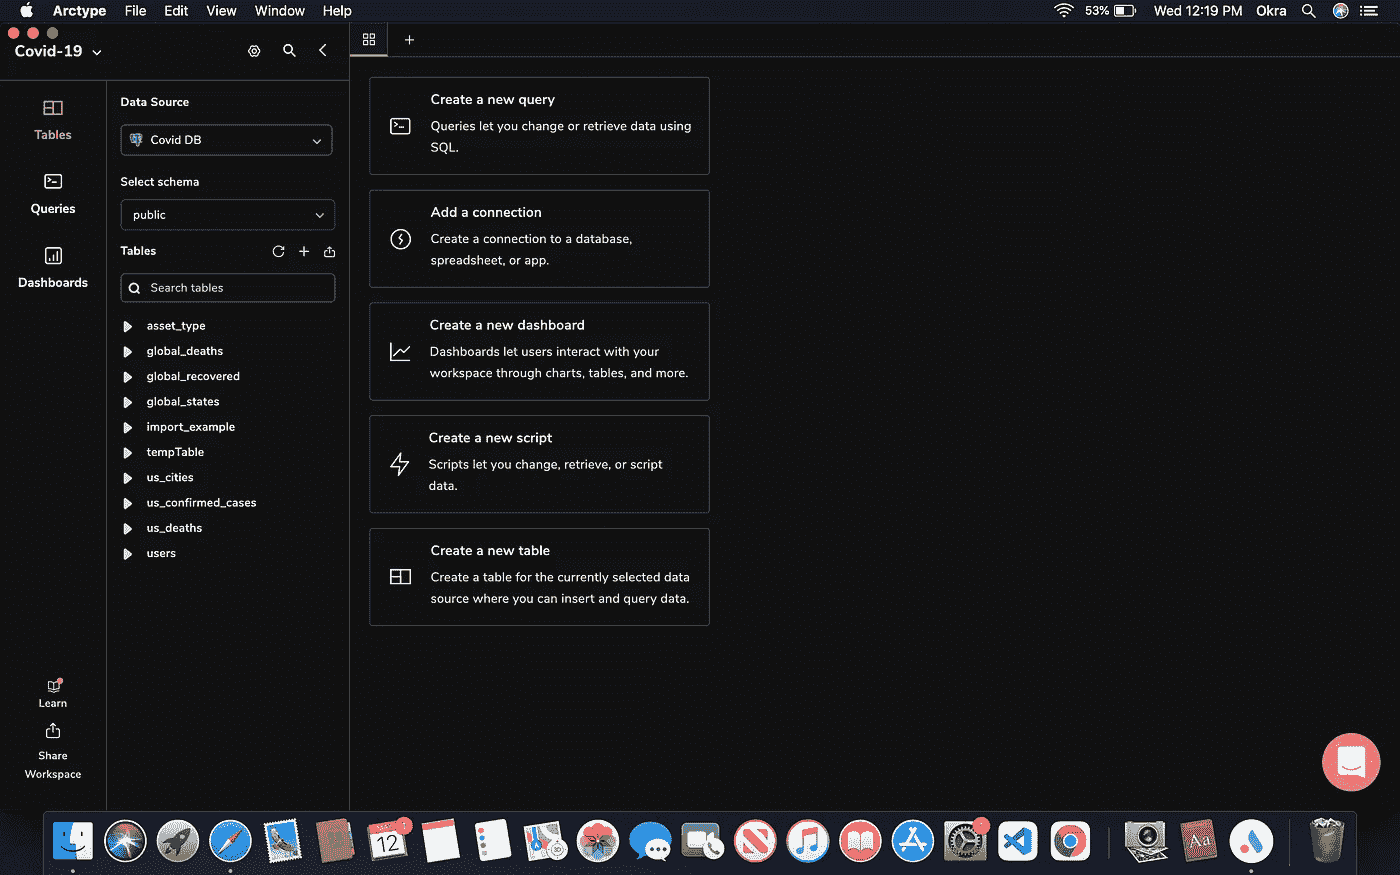 Arctype File Edit View Window Help
53% Wed 12:19 PM Okra
Covid-19
Tables
Queries
Dashboards
Learn
Share
Workspace
Data Source
Covid DB
Select schema
public
Tables
Search tables
asset_type
global_deaths
global_recovered
global_states
import_example
tempTable
us_cities
us_confirmed_cases
us_deaths
users
Create a new query
Queries let you change or retrieve data using
SQL.
Add a connection
Create a connection to a database,
spreadsheet, or app.
Create a new dashboard
Dashboards let users interact with your
workspace through charts, tables, and more.
Create a new script
Scripts let you change, retrieve, or script
data.
Create a new table
Create a table for the currently selected data
source where you can insert and query data.
12
1
3D
Aa